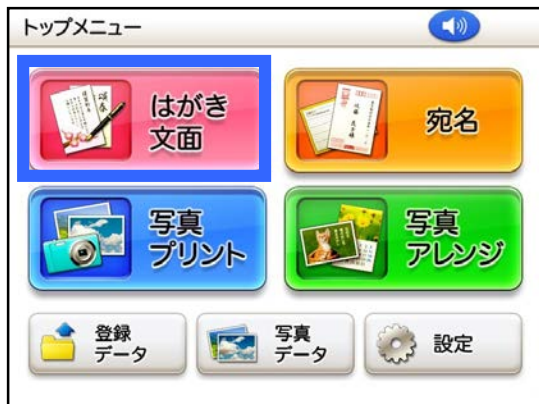 トップメニュー
はがき
文面
宛名
写真
プリント
写真
アレンジ
登録
データ
写真
データ
設定